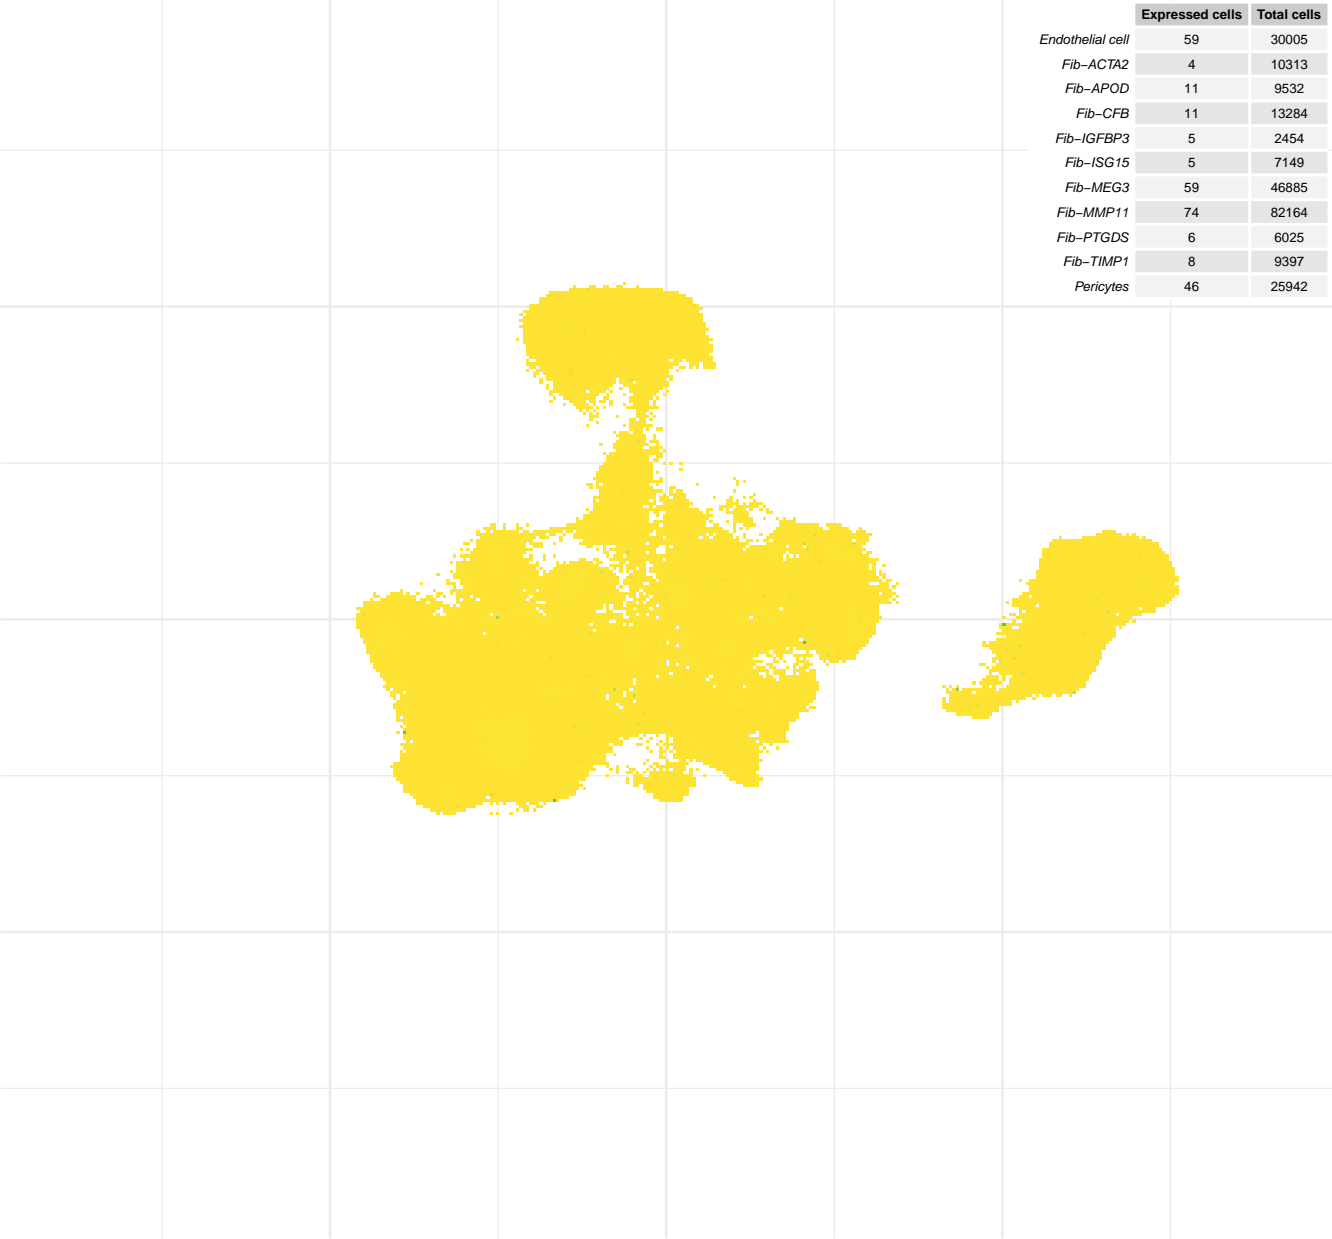 Expressed cells Total cells
Endothelial cell 59 30005
Fib−ACTA2 4 10313
Fib−APOD 11 9532
Fib−CFB 11 13284
Fib−IGFBP3 5 2454
Fib−ISG15 5 7149
Fib−MEG3 59 46885
Fib−MMP11 74 82164
Fib−PTGDS 6 6025
Fib−TIMP1 8 9397
Pericytes 46 25942